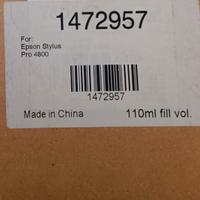 1472957
For:
Epson Stylus
Pro 4800
1472957
Made in China 110ml fill vol.